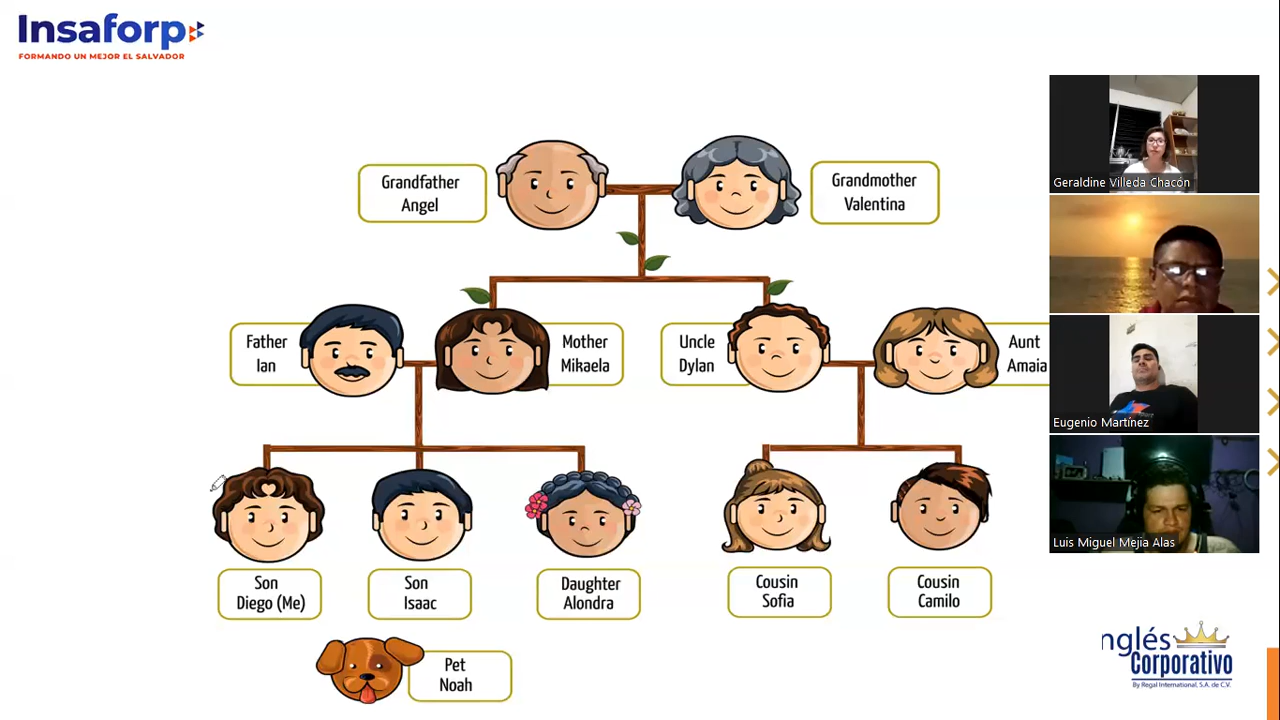 Insaforp
FORMANDO UN MEJOR EL SALVADOR
Grandfather
Angel
Grandmother
Valentina
Father
Ian
Mother
Mikaela
Uncle
Dylan
Aunt
Amaia
Son
Diego (Me)
Son
Isaac
Daughter
Alondra
Cousin
Sofia
Cousin
Camilo
Pet
Noah
Geraldine Villeda Chacón
Eugenio Martínez
Luis Miguel Mejia Alas
nglés
Corporativo
By Regal International, S.A. de C.V.